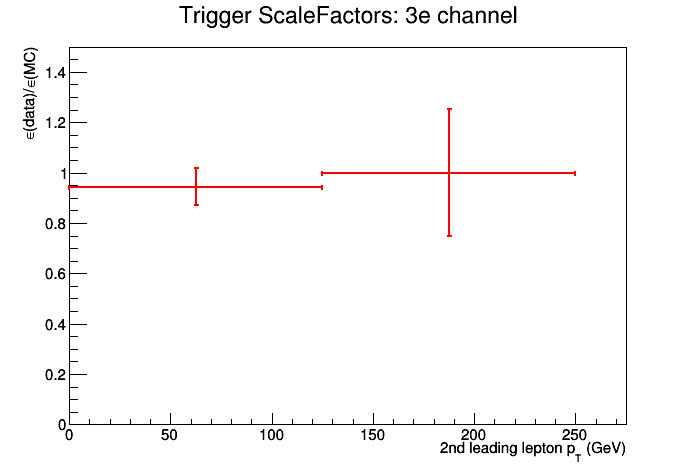 Trigger ScaleFactors: 3e channel
∈(data)/∈(MC)
1.4
1.2
1
0.8
0.6
0.4
0.2
0
0 50 100 150 200 250
2nd leading lepton p_T (GeV)